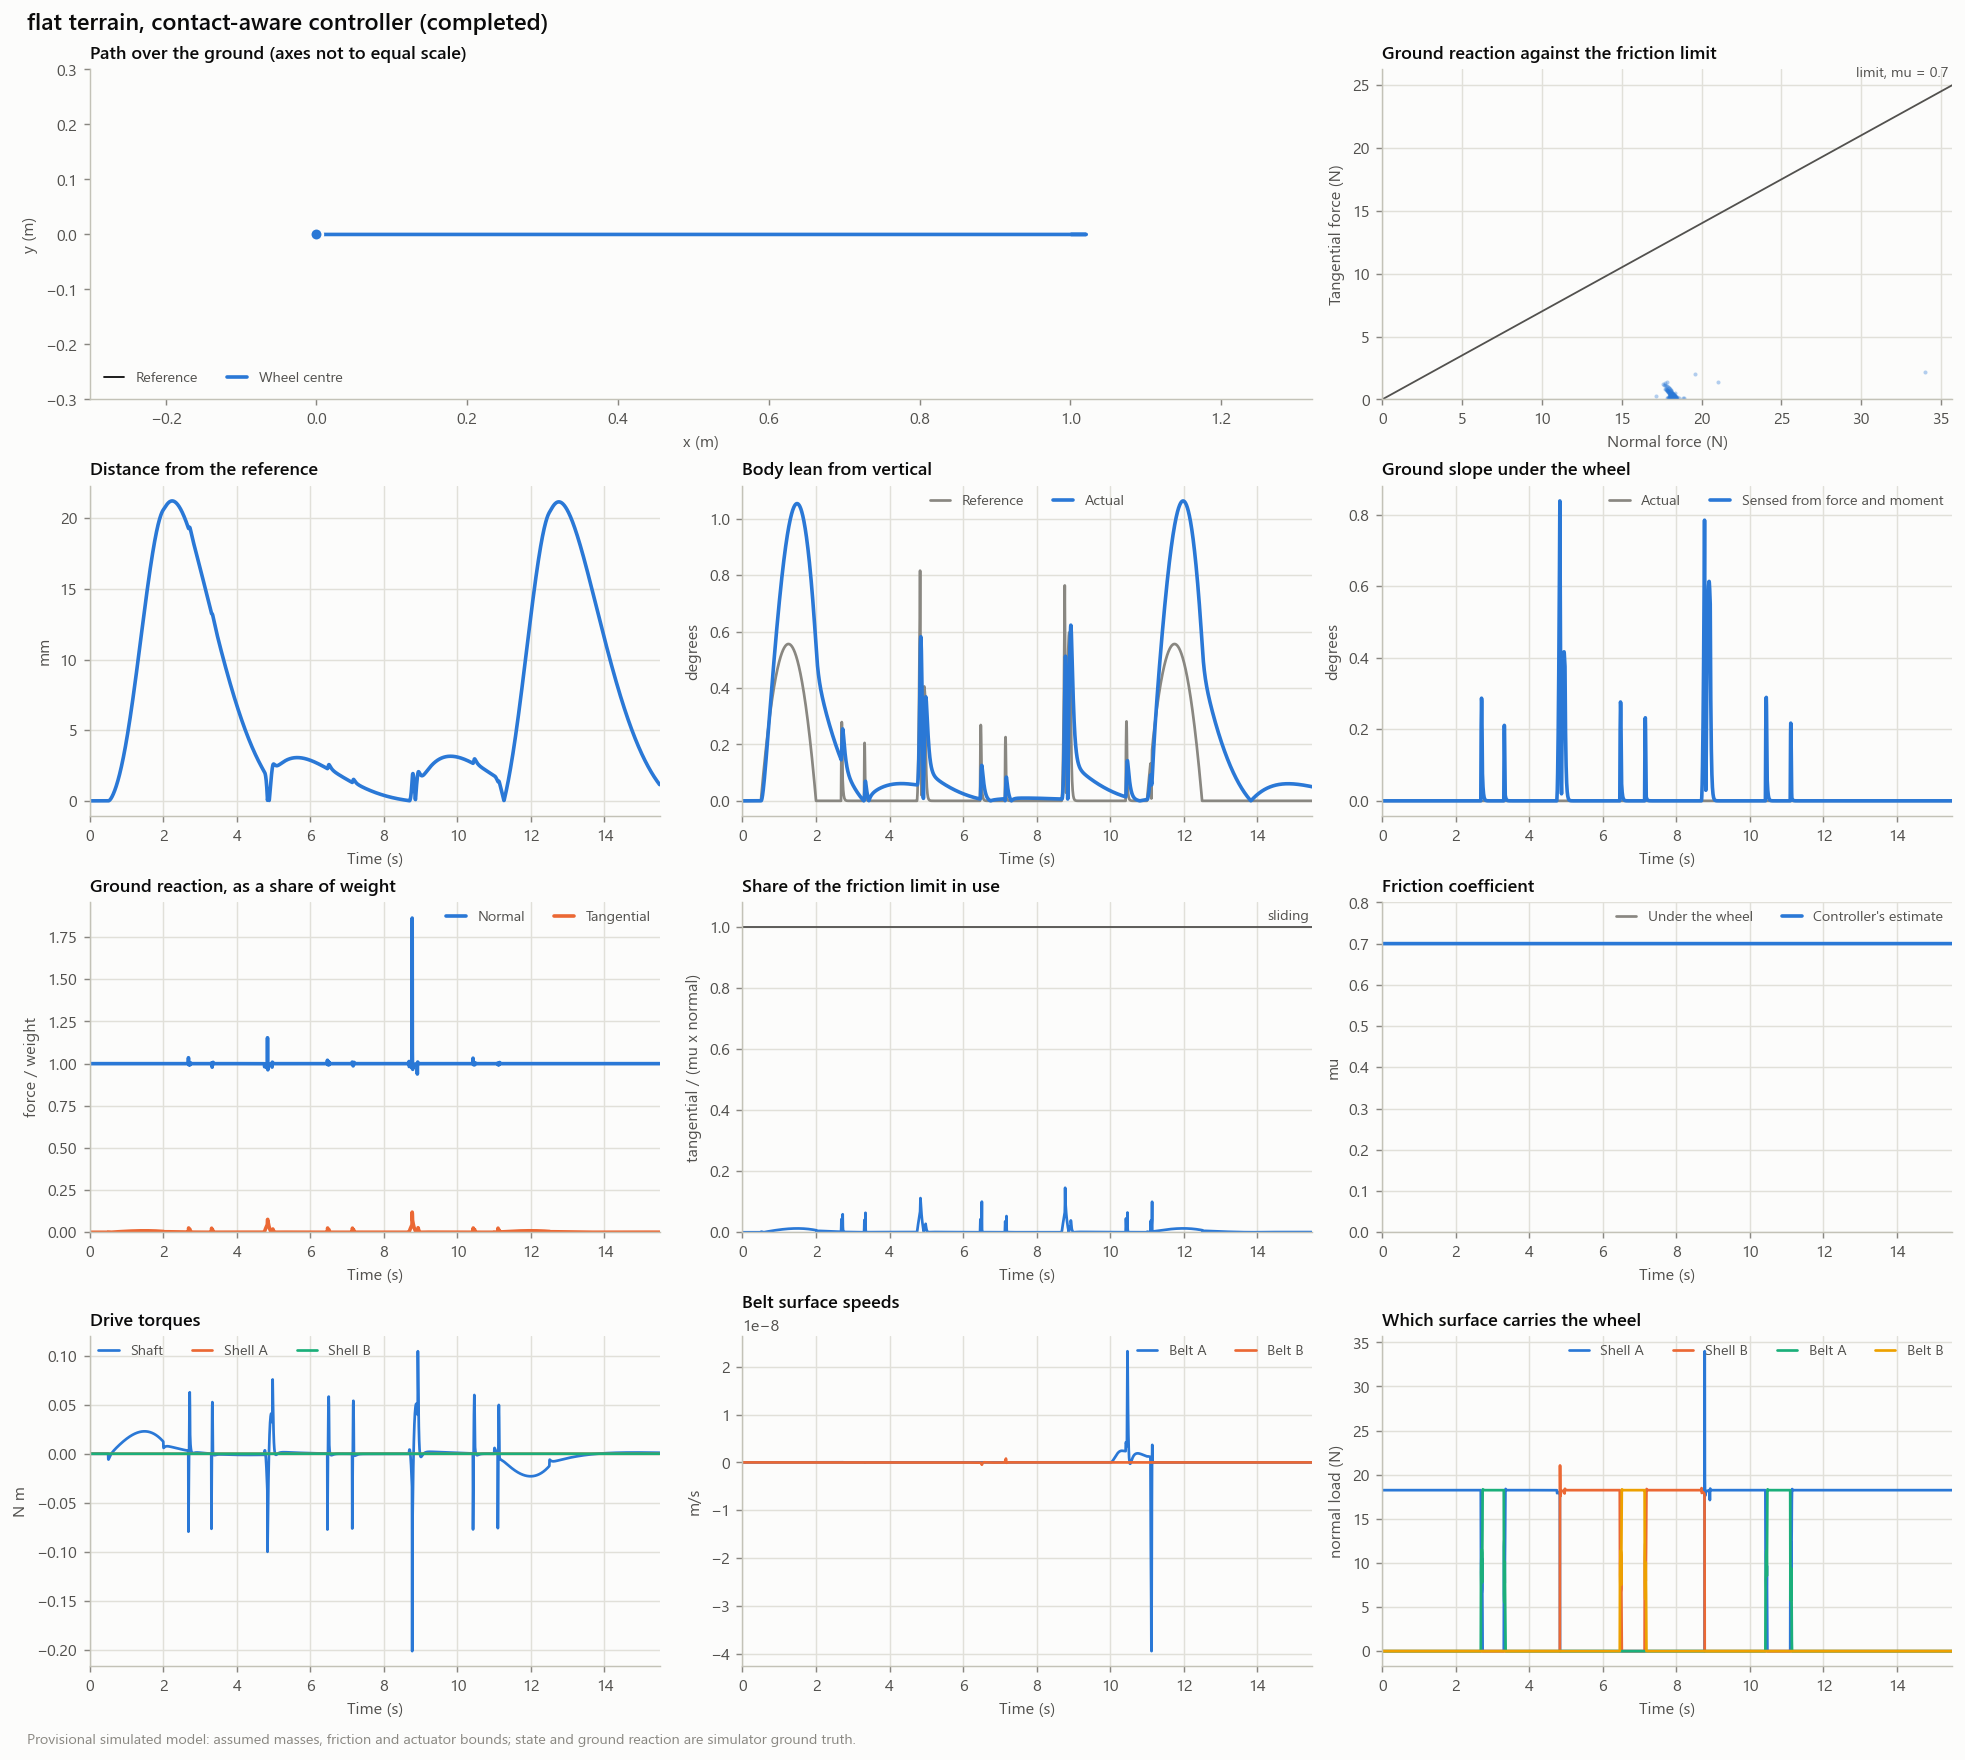 flat terrain, contact-aware controller (completed)
Path over the ground (axes not to equal scale)
0.3
0.2
0.1
0.0
−0.1
−0.2
−0.3
y (m)
Reference
Wheel centre
−0.2
0.0
0.2
0.4
0.6
0.8
1.0
1.2
x (m)
Ground reaction against the friction limit
limit, mu = 0.7
25
20
15
10
5
0
Tangential force (N)
0
5
10
15
20
25
30
35
Normal force (N)
Distance from the reference
20
15
10
5
0
mm
0
2
4
6
8
10
12
14
Time (s)
Body lean from vertical
Reference
Actual
1.0
0.8
0.6
0.4
0.2
0.0
degrees
0
2
4
6
8
10
12
14
Time (s)
Ground slope under the wheel
Actual
Sensed from force and moment
0.8
0.6
0.4
0.2
0.0
degrees
0
2
4
6
8
10
12
14
Time (s)
Ground reaction, as a share of weight
Normal
Tangential
1.75
1.50
1.25
1.00
0.75
0.50
0.25
0.00
force / weight
0
2
4
6
8
10
12
14
Time (s)
Share of the friction limit in use
sliding
1.0
0.8
0.6
0.4
0.2
0.0
tangential / (mu x normal)
0
2
4
6
8
10
12
14
Time (s)
Friction coefficient
Under the wheel
Controller's estimate
0.8
0.7
0.6
0.5
0.4
0.3
0.2
0.1
0.0
mu
0
2
4
6
8
10
12
14
Time (s)
Drive torques
Shaft
Shell A
Shell B
0.10
0.05
0.00
−0.05
−0.10
−0.15
−0.20
N m
0
2
4
6
8
10
12
14
Time (s)
Belt surface speeds
1e−8
Belt A
Belt B
2
1
0
−1
−2
−3
−4
m/s
0
2
4
6
8
10
12
14
Time (s)
Which surface carries the wheel
Shell A
Shell B
Belt A
Belt B
35
30
25
20
15
10
5
0
normal load (N)
0
2
4
6
8
10
12
14
Time (s)
Provisional simulated model: assumed masses, friction and actuator bounds; state and ground reaction are simulator ground truth.